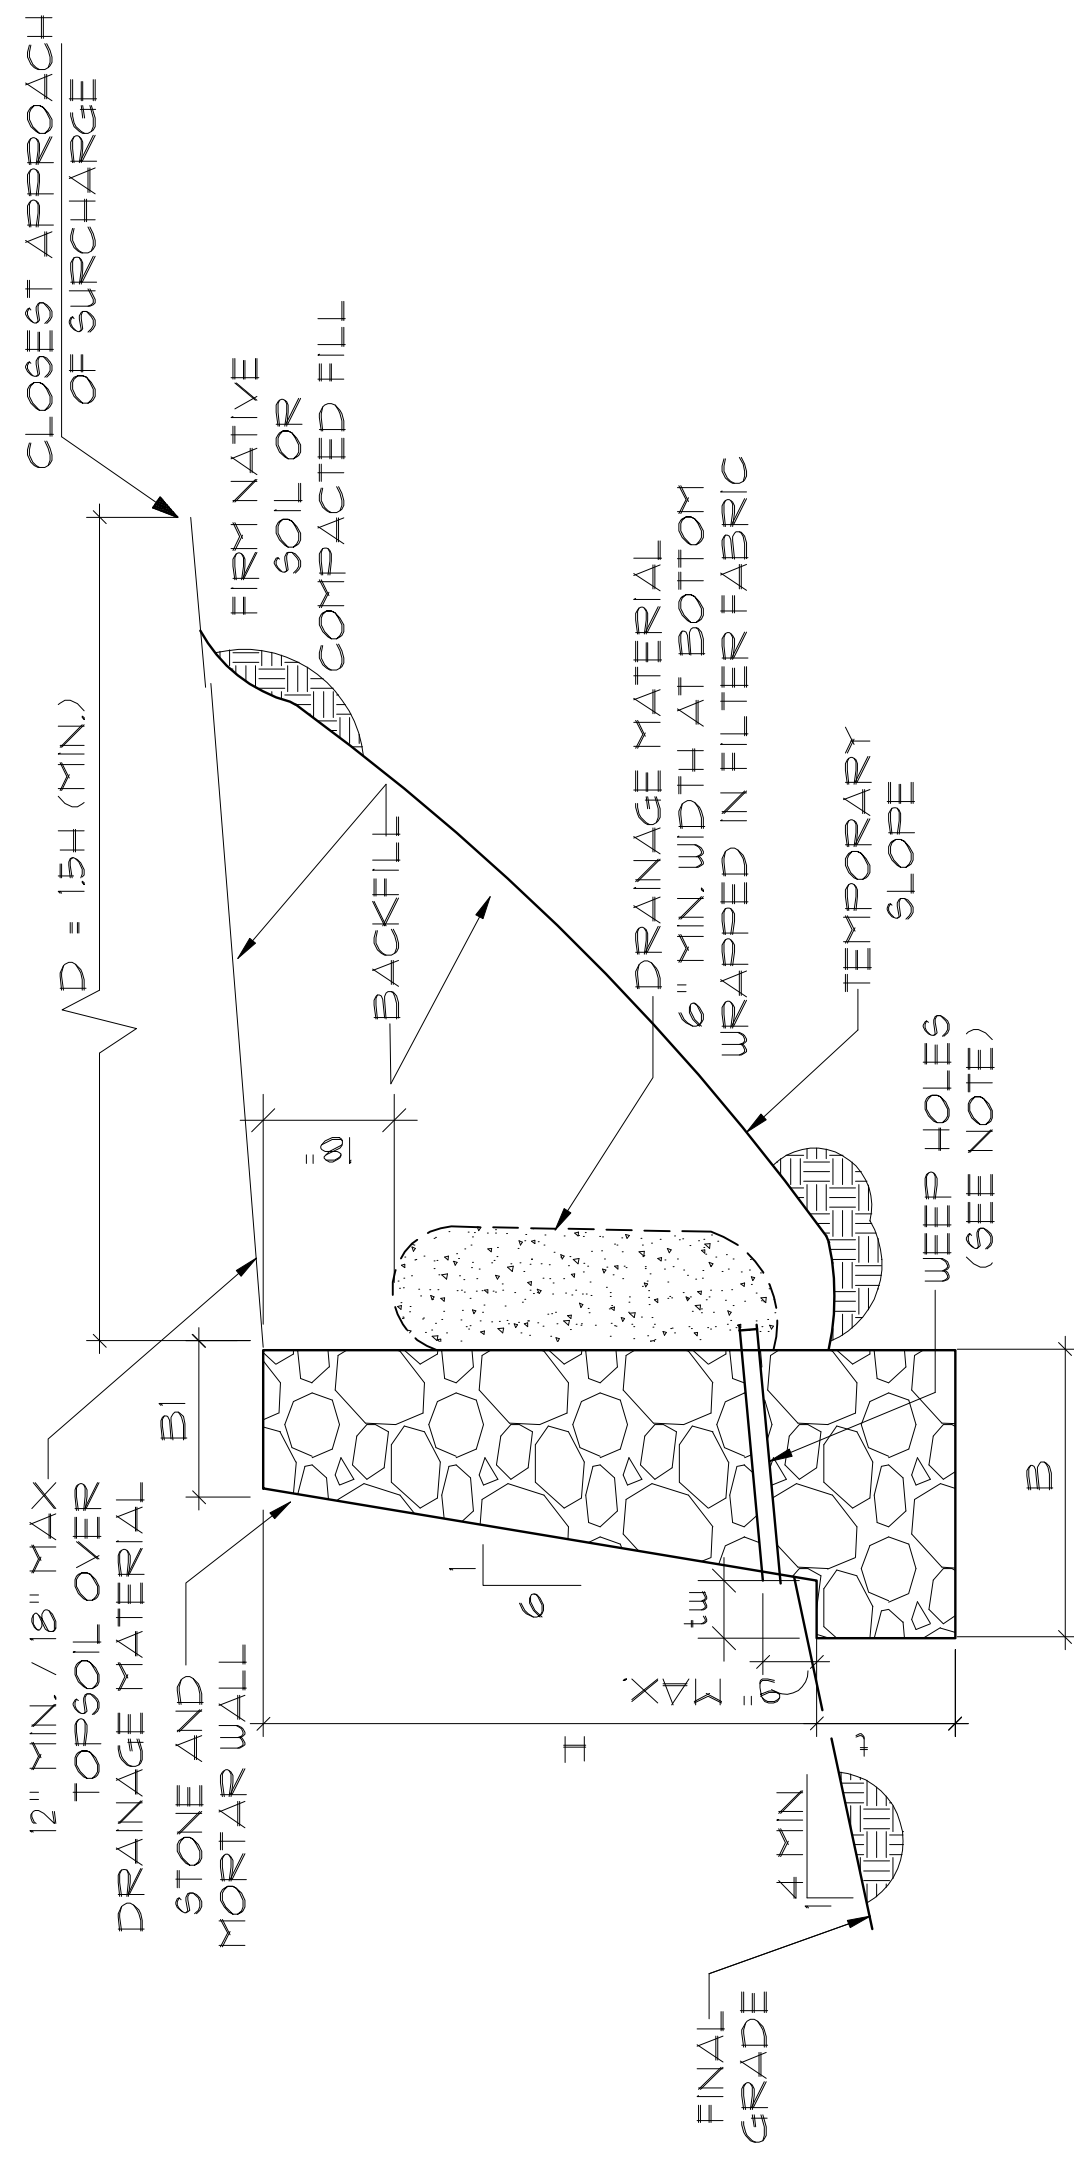 CLOSEST APPROACH
OF SURCHARGE
D = 1.5H (MIN.)
12" MIN. / 18" MAX
TOPSOIL OVER
DRAINAGE MATERIAL
B1
STONE AND
MORTAR WALL
FIRM NATIVE
SOIL OR
COMPACTED FILL
18"
BACKFILL
1
6
H
DRAINAGE MATERIAL
6" MIN. WIDTH AT BOTTOM
WRAPPED IN FILTER FABRIC
tw
6"
MAX.
TEMPORARY
SLOPE
4 MIN
1
t
FINAL
GRADE
WEEP HOLES
(SEE NOTE)
B